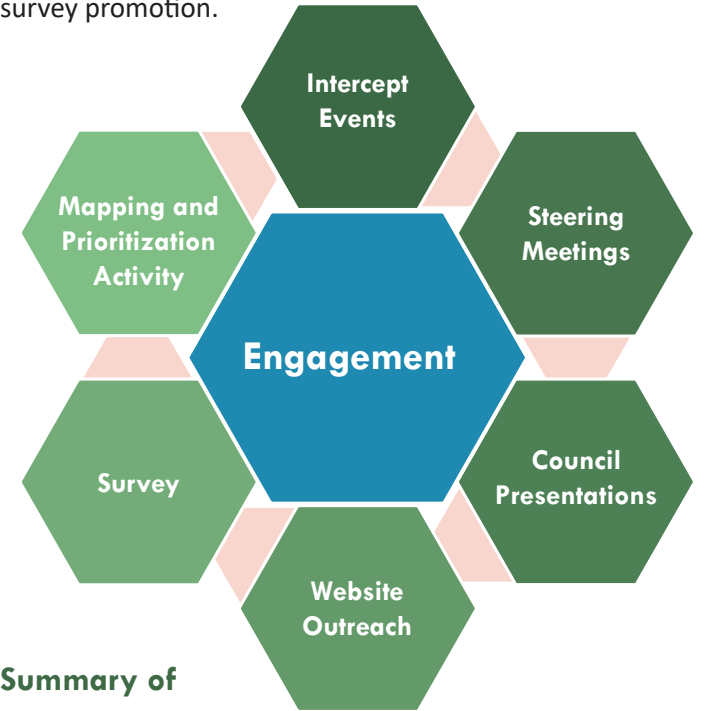 survey promotion.
Intercept
Events
Mapping and
Prioritization
Activity
Steering
Meetings
Engagement
Survey
Council
Presentations
Website
Outreach
Summary of